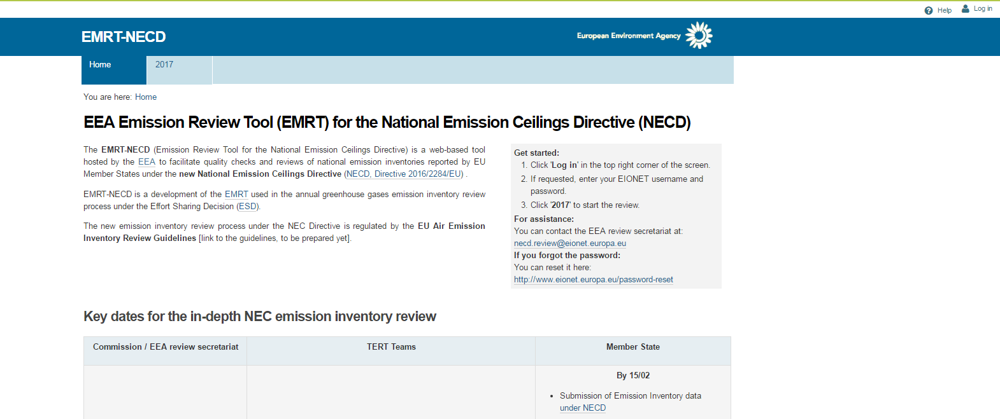 Help
Log in
EMRT-NECD
European Environment Agency
Home
2017
You are here: Home
EEA Emission Review Tool (EMRT) for the National Emission Ceilings Directive (NECD)
The EMRT-NECD (Emission Review Tool for the National Emission Ceilings Directive) is a web-based tool
hosted by the EEA to facilitate quality checks and reviews of national emission inventories reported by EU
Member States under the new National Emission Ceilings Directive (NECD, Directive 2016/2284/EU) .
EMRT-NECD is a development of the EMRT used in the annual greenhouse gases emission inventory review
process under the Effort Sharing Decision (ESD).
The new emission inventory review process under the NEC Directive is regulated by the EU Air Emission
Inventory Review Guidelines [link to the guidelines, to be prepared yet].
Get started:
1. Click 'Log in' in the top right corner of the screen.
2. If requested, enter your EIONET username and
password.
3. Click '2017' to start the review.
For assistance:
You can contact the EEA review secretariat at:
necd.review@eionet.europa.eu
If you forgot the password:
You can reset it here:
http://www.eionet.europa.eu/password-reset
Key dates for the in-depth NEC emission inventory review
Commission / EEA review secretariat
TERT Teams
Member State
By 15/02
• Submission of Emission Inventory data
under NECD